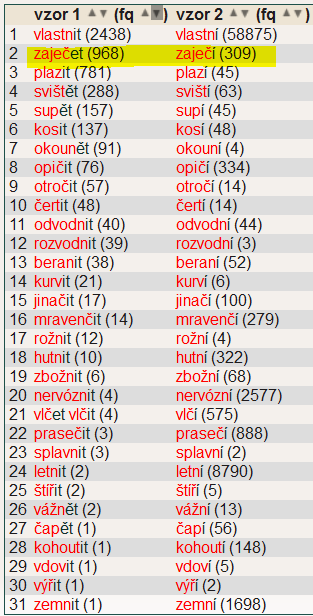 vzor 1 (fq ) vzor 2 (fq )
1 vlastnit (2438) vlastní (58875)
2 zaječet (968) zaječí (309)
3 plazit (781) plazí (45)
4 svištět (288) sviští (63)
5 supět (157) supí (45)
6 kosit (137) kosí (48)
7 okounět (91) okouní (4)
8 opičit (76) opičí (334)
9 otročit (57) otročí (14)
10 čertit (48) čertí (14)
11 odvodnit (40) odvodní (44)
12 rozvodnit (39) rozvodní (3)
13 beranit (38) beraní (52)
14 kurvit (21) kurví (6)
15 jinačit (17) jinačí (100)
16 mravenčit (14) mravenčí (279)
17 rožnit (12) rožní (4)
18 hutnit (10) hutní (322)
19 zbožnit (6) zbožní (68)
20 nervóznit (4) nervózní (2577)
21 vlčet vlčit (4) vlčí (575)
22 prasečit (3) prasečí (888)
23 splavnit (3) splavní (2)
24 letnit (2) letní (8790)
25 štířit (2) štíří (5)
26 vážnět (2) vážní (13)
27 čapět (1) čapí (56)
28 kohoutit (1) kohoutí (148)
29 vdovit (1) vdoví (5)
30 výřit (1) výří (2)
31 zemnit (1) zemní (1698)